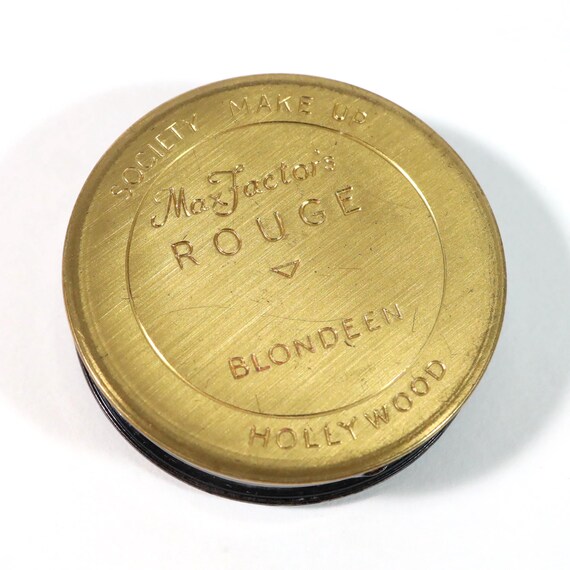 SOCIETY MAKE UP
Max Factor's
ROUGE
BLONDEEN
HOLLYWOOD